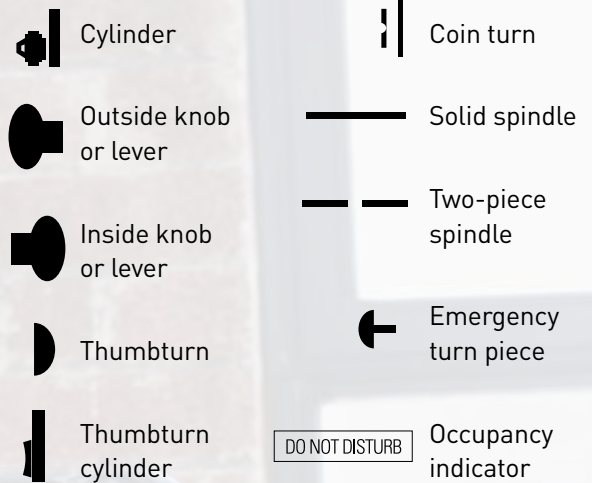 Cylinder
Outside knob
or lever
Inside knob
or lever
Thumbturn
Thumbturn
cylinder
Coin turn
Solid spindle
Two-piece
spindle
Emergency
turn piece
DO NOT DISTURB
Occupancy
indicator